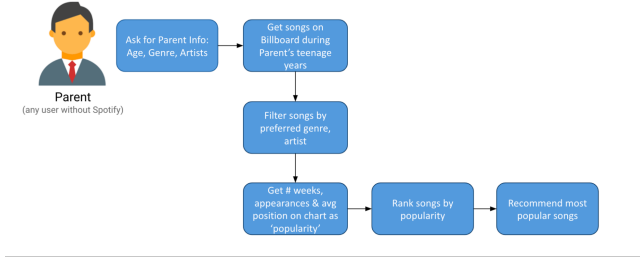 Parent
(any user without Spotify)
Ask for Parent Info:
Age, Genre, Artists
Get songs on
Billboard during
Parent's teenage
years
Filter songs by
preferred genre,
artist
Get # weeks,
appearances & avg
position on chart as
'popularity'
Rank songs by
popularity
Recommend most
popular songs